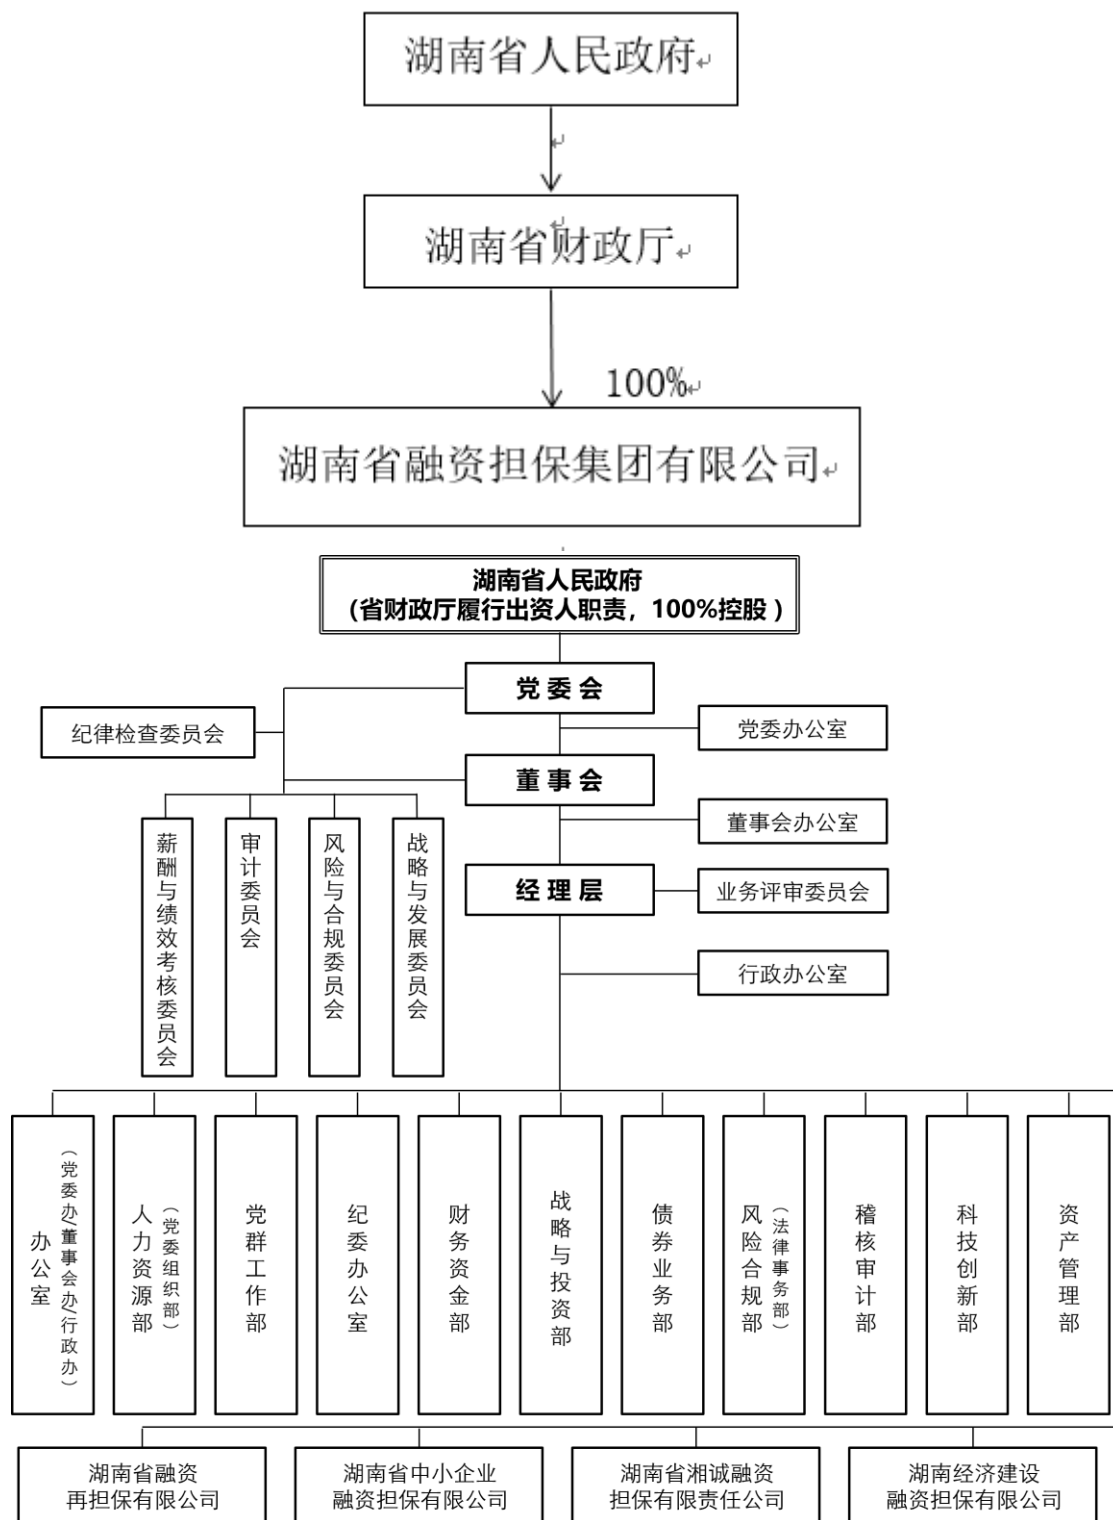 湖南省人民政府
湖南省财政厅
100%
湖南省融资担保集团有限公司
湖南省人民政府
（省财政厅履行出资人职责，100%控股）
党委会
纪律检查委员会
党委办公室
董事会
董事会办公室
薪酬与绩效考核委员会
审计委员会
风险与合规委员会
战略与发展委员会
经理层
业务评审委员会
行政办公室
办公室
（党委办/董事会办/行政办）
人力资源部
（党委组织部）
党群工作部
纪委办公室
财务资金部
战略与投资部
债券业务部
风险合规部
（法律事务部）
稽核审计部
科技创新部
资产管理部
湖南省融资
再担保有限公司
湖南省中小企业
融资担保有限公司
湖南省湘诚融资
担保有限责任公司
湖南经济建设
融资担保有限公司